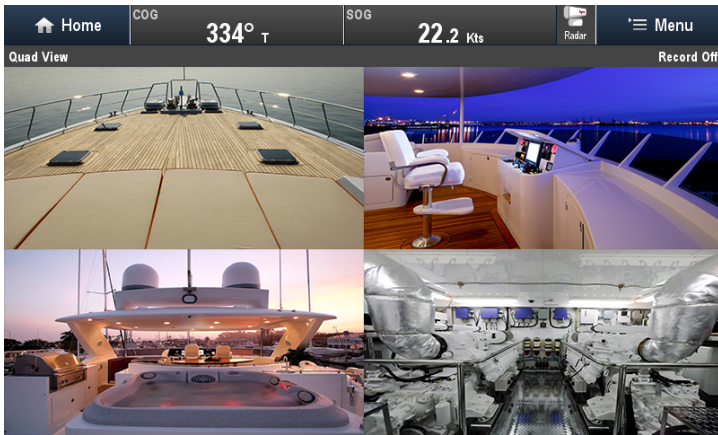 Home
COG
334° T
SOG
22.2 Kts
Radar
Menu
Quad View
Record Off